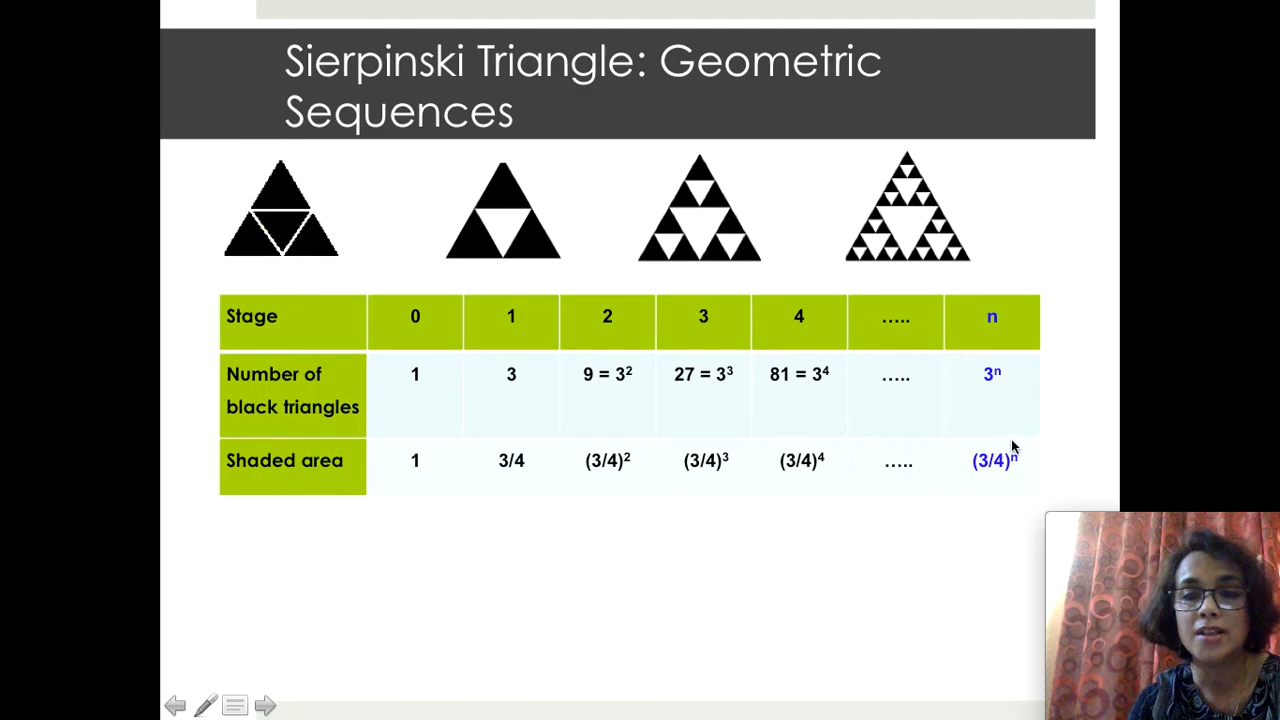 Sierpinski Triangle: Geometric
Sequences
Stage 0 1 2 3 4 ..... n
Number of black triangles 1 3 9 = 3² 27 = 3³ 81 = 3⁴ ..... 3ⁿ
Shaded area 1 3/4 (3/4)² (3/4)³ (3/4)⁴ ..... (3/4)ⁿ